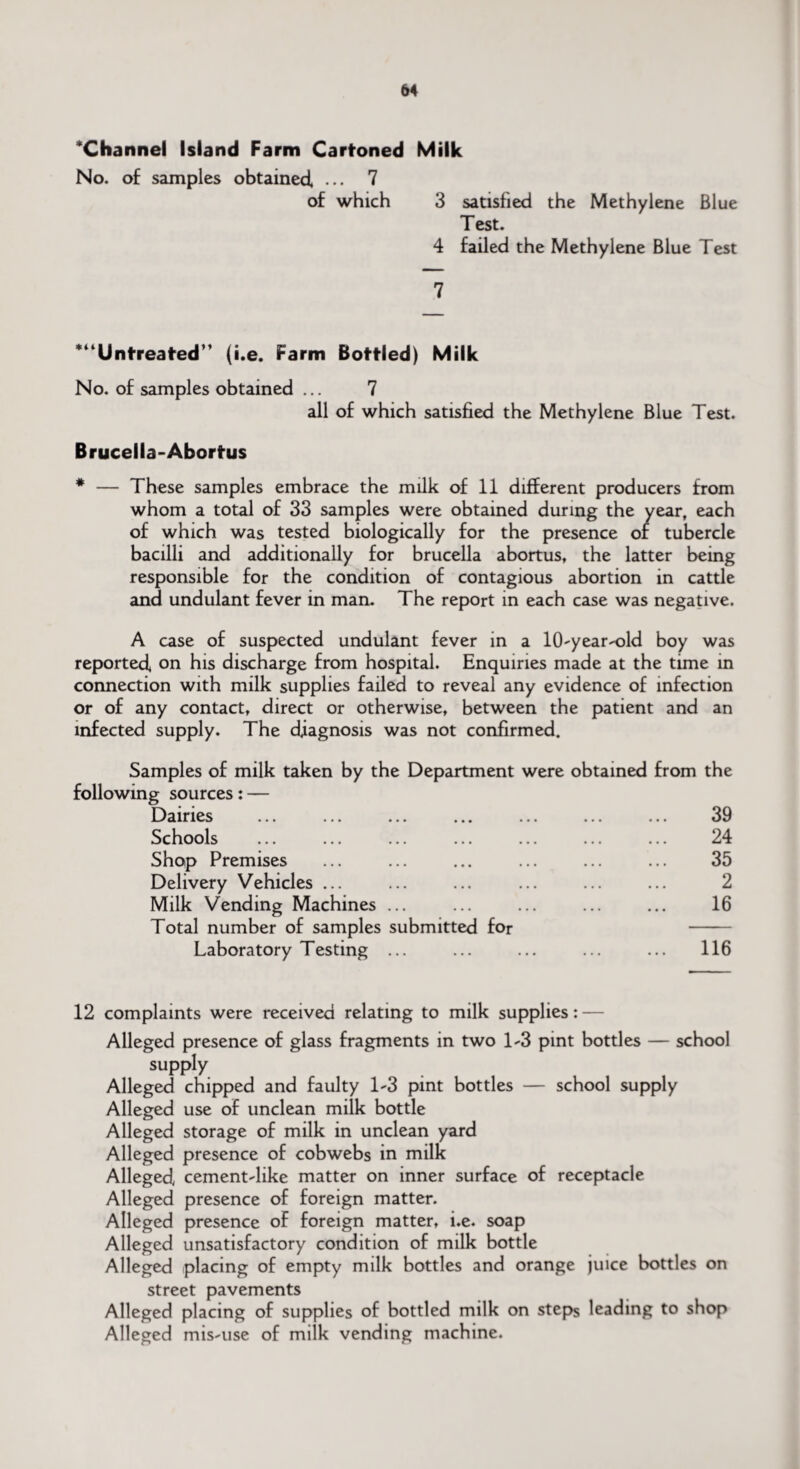 64
*Channel Island Farm Cartoned Milk
No. of samples obtained, ... 7
of which 3 satisfied the Methylene Blue
Test.
4 failed the Methylene Blue Test
7
*“Untreated” (i.e. Farm Bottled) Milk
No. of samples obtained ... 7
all of which satisfied the Methylene Blue Test.
Brucella-Abortus
* — These samples embrace the milk of 11 different producers from
whom a total of 33 samples were obtained during the year, each
of which was tested biologically for the presence of tubercle
bacilli and additionally for brucella abortus, the latter being
responsible for the condition of contagious abortion in cattle
and undulant fever in man. The report in each case was negative.
A case of suspected undulant fever in a 10-year-old boy was
reported, on his discharge from hospital. Enquiries made at the time in
connection with milk supplies failed to reveal any evidence of infection
or of any contact, direct or otherwise, between the patient and an
infected supply. The diagnosis was not confirmed.
Samples of milk taken by the Department were obtained from the
following sources: —
Dairies ... ... ... ... ... ... ... 39
Schools ... ... ... ... ... ... ... 24
Shop Premises ... ... ... ... ... ... 35
Delivery Vehicles ... ... ... ... ... ... 2
Milk Vending Machines ... ... ... ... ... 16
Total number of samples submitted for
Laboratory Testing ... ... ... ... ... 116
12 complaints were received relating to milk supplies: —
Alleged presence of glass fragments in two 1-3 pint bottles — school
supply
Alleged chipped and faulty 1-3 pint bottles — school supply
Alleged use of unclean milk bottle
Alleged storage of milk in unclean yard
Alleged presence of cobwebs in milk
Alleged, cement-like matter on inner surface of receptacle
Alleged presence of foreign matter.
Alleged presence of foreign matter, i.e. soap
Alleged unsatisfactory condition of milk bottle
Alleged placing of empty milk bottles and orange juice bottles on
street pavements
Alleged placing of supplies of bottled milk on steps leading to shop
Alleged mis-use of milk vending machine.